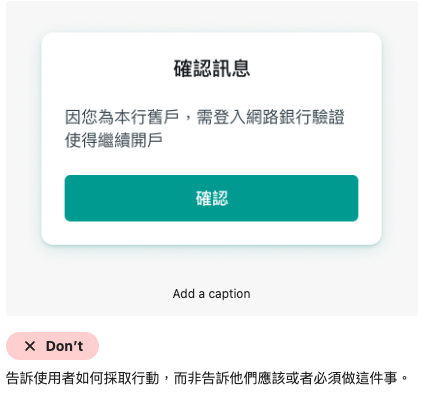 確認訊息
因您為本行舊戶，需登入網路銀行驗證
使得繼續開戶
確認
Add a caption
✕ Don't
告訴使用者如何採取行動，而非告訴他們應該或者必須做這件事。